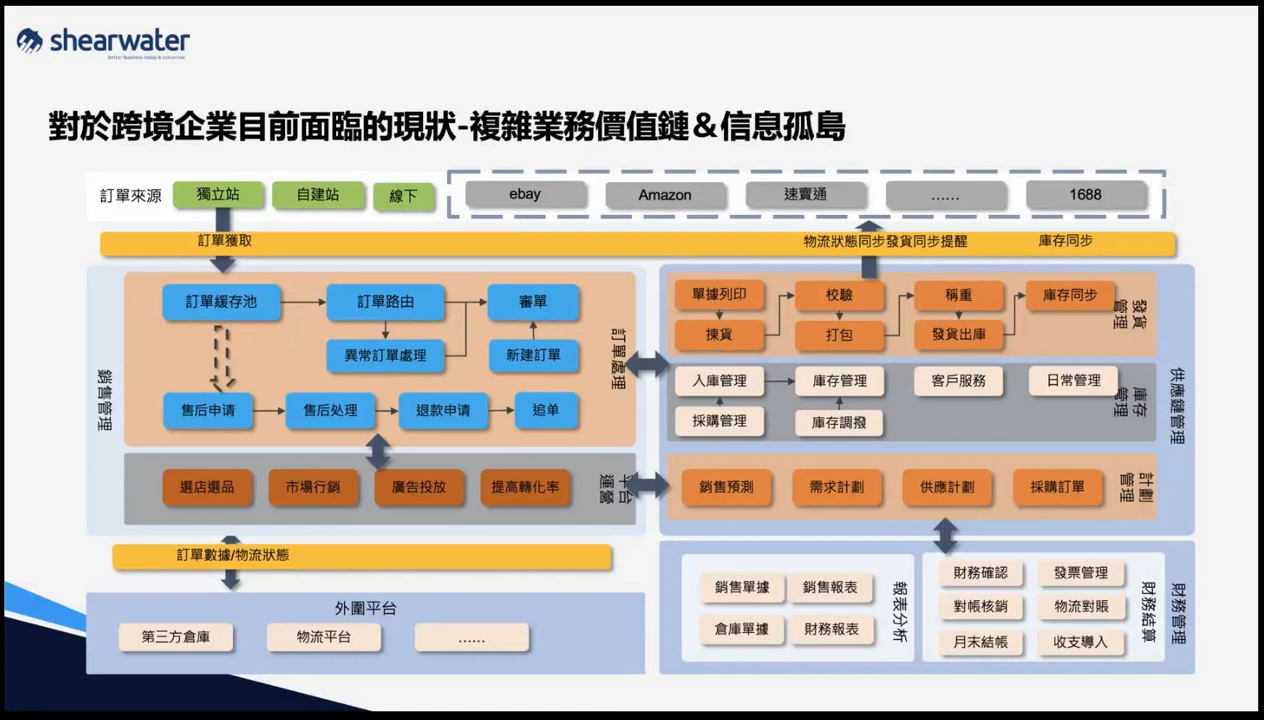 shearwater
better business today & tomorrow
對於跨境企業目前面臨的現狀-複雜業務價值鏈＆信息孤島
訂單來源
獨立站
自建站
線下
ebay
Amazon
速賣通
……
1688
訂單獲取
物流狀態同步發貨同步提醒
庫存同步
銷售管理
訂單緩存池
訂單路由
審單
異常訂單處理
新建訂單
售后申请
售后处理
退款申请
追单
訂單處理
選店選品
市場行銷
廣告投放
提高轉化率
平台運營
訂單數據/物流狀態
外圍平台
第三方倉庫
物流平台
……
單據列印
校驗
稱重
庫存同步
揀貨
打包
發貨出庫
發貨管理
入庫管理
庫存管理
客戶服務
日常管理
採購管理
庫存調撥
庫存管理
銷售預測
需求計劃
供應計劃
採購訂單
計劃管理
供應鏈管理
銷售單據
銷售報表
倉庫單據
財務報表
報表分析
財務確認
發票管理
對帳核銷
物流對賬
月末結帳
收支導入
財務結算
財務管理